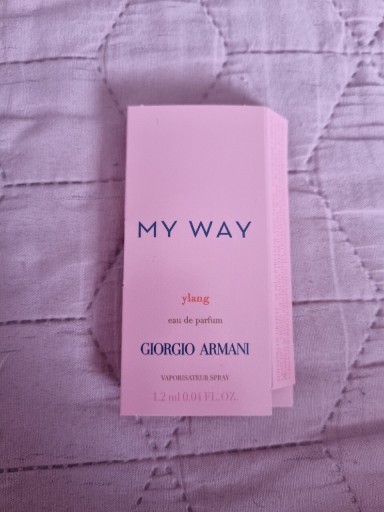 MY WAY
ylang
eau de parfum
GIORGIO ARMANI
VAPORISATEUR SPRAY
1.2 ml 0.04 FL. OZ.